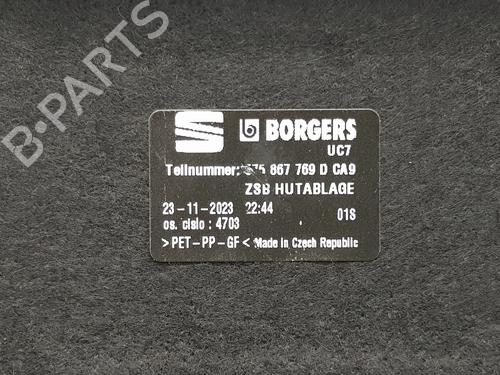 B-PARTS
BORGERS
UC7
Teilnummer: 575 867 769 D CA9
ZSB HUTABLAGE
23-11-2023 22:44 01S
os. cislo : 4703
>PET-PP-GF< Made in Czech Republic